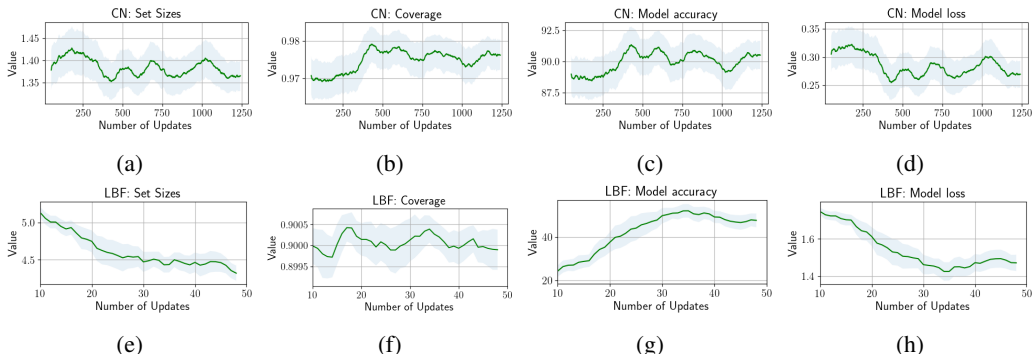 CN: Set Sizes
1.45
1.40
1.35
Value
250 500 750 1000 1250
Number of Updates
(a)
CN: Coverage
0.98
0.97
Value
250 500 750 1000 1250
Number of Updates
(b)
CN: Model accuracy
92.5
90.0
87.5
Value
250 500 750 1000 1250
Number of Updates
(c)
CN: Model loss
0.35
0.30
0.25
Value
250 500 750 1000 1250
Number of Updates
(d)
LBF: Set Sizes
5.0
4.5
Value
10 20 30 40 50
Number of Updates
(e)
LBF: Coverage
0.9005
0.9000
0.8995
Value
10 20 30 40 50
Number of Updates
(f)
LBF: Model accuracy
40
20
Value
10 20 30 40 50
Number of Updates
(g)
LBF: Model loss
1.6
1.4
Value
10 20 30 40 50
Number of Updates
(h)